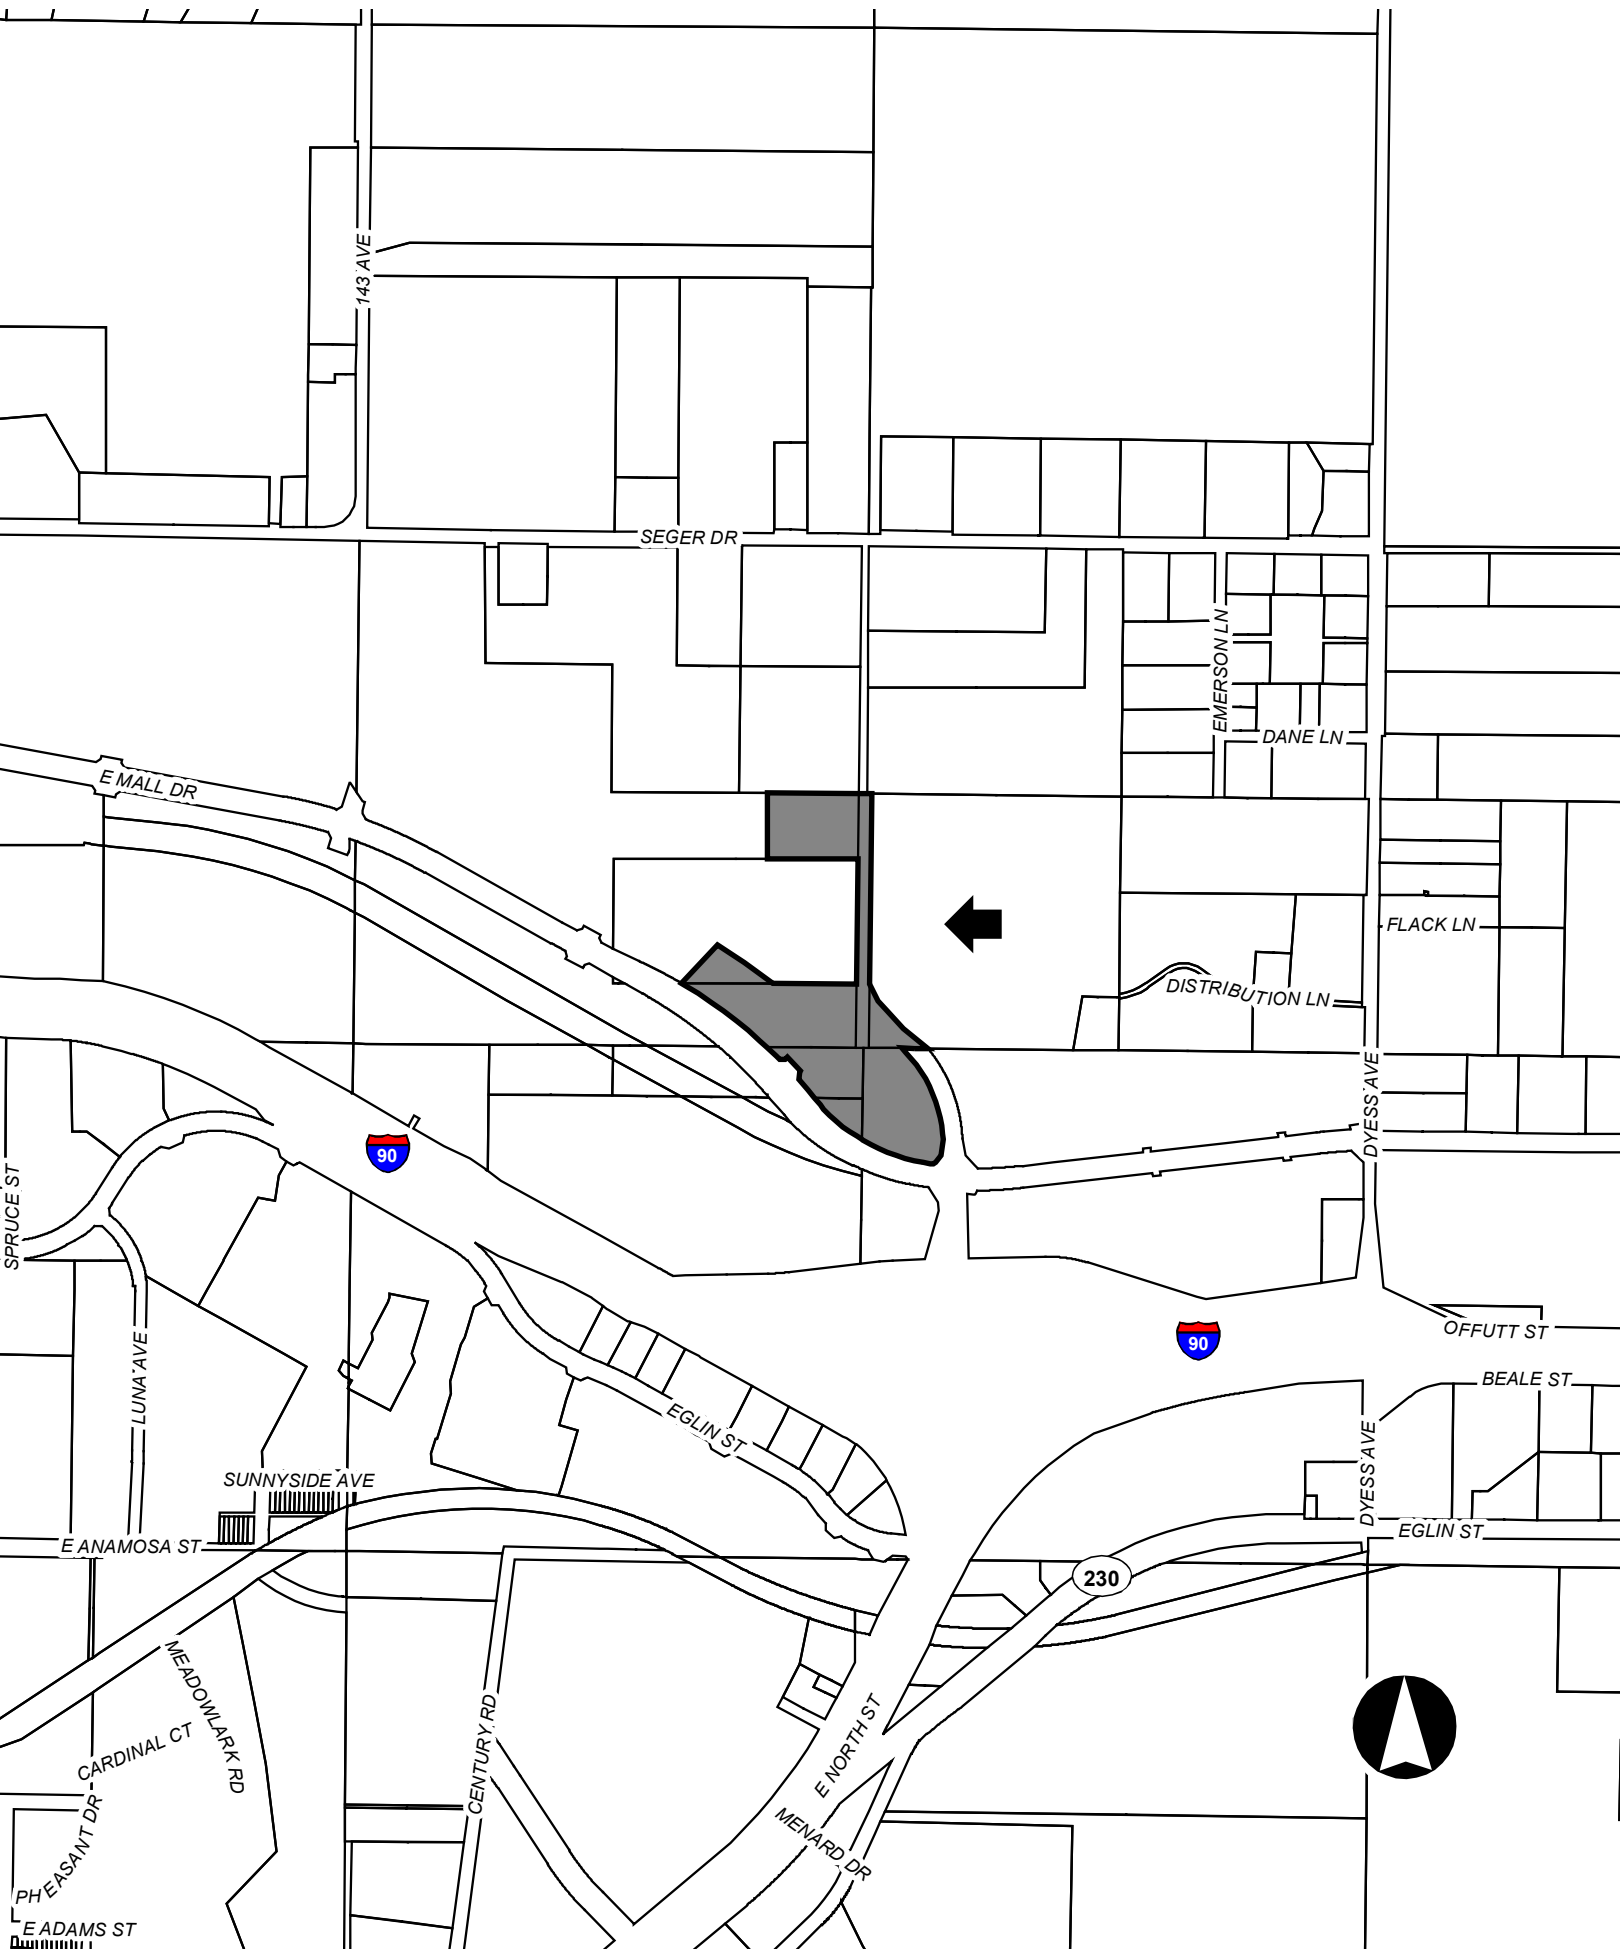 143 AVE
SEGER DR
EMERSON LN
DANE LN
E MALL DR
FLACK LN
DISTRIBUTION LN
DYESS AVE
90
SPRUCE ST
90
OFFUTT ST
LUNA AVE
BEALE ST
EGLIN ST
DYESS AVE
SUNNYSIDE AVE
EGLIN ST
E ANAMOSA ST
230
MEADOWLARK RD
CARDINAL CT
CENTURY RD
E NORTH ST
MENARD DR
PHEASANT DR
E ADAMS ST